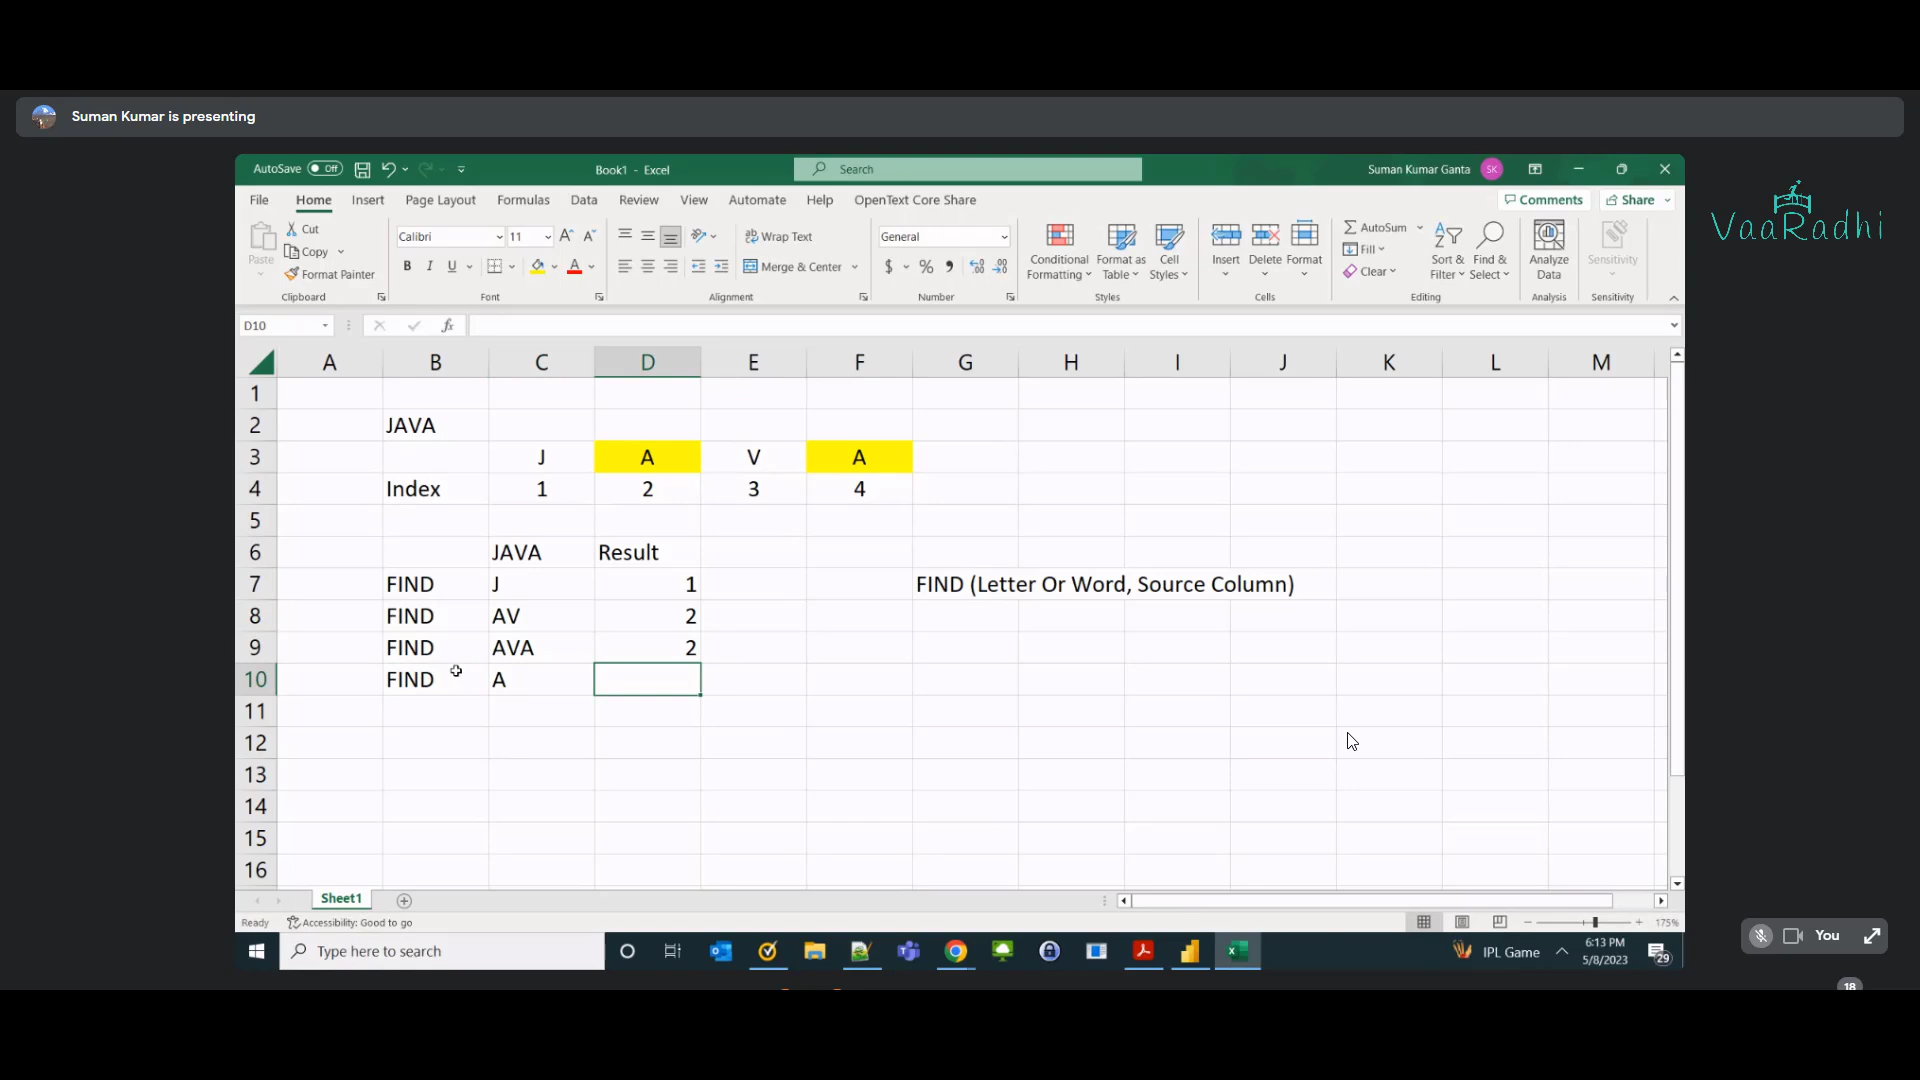 Suman Kumar is presenting
VaaRadhi
AutoSave Off Book1 - Excel Search Suman Kumar Ganta SK
File Home Insert Page Layout Formulas Data Review View Automate Help OpenText Core Share Comments Share
Paste Cut Copy Format Painter Clipboard
Calibri 11 B I U A A A Font
Wrap Text Merge & Center Alignment
General $ % Number
Conditional Formatting Format as Table Cell Styles Styles
Insert Delete Format Cells
AutoSum Fill Clear Sort & Filter Find & Select Editing
Analyze Data Analysis
Sensitivity Sensitivity
D10 fx
A B C D E F G H I J K L M
1
2 JAVA
3 J A V A
4 Index 1 2 3 4
5
6 JAVA Result
7 FIND J 1 FIND (Letter Or Word, Source Column)
8 FIND AV 2
9 FIND AVA 2
10 FIND A
11
12
13
14
15
16
Sheet1
Ready Accessibility: Good to go 175%
Type here to search IPL Game 6:13 PM
5/8/2023 29
You
18